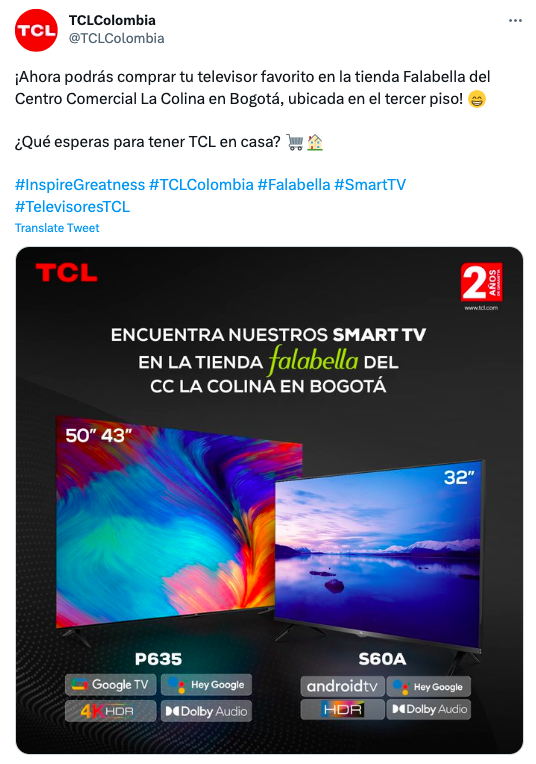 TCL
TCLColombia
@TCLColombia
¡Ahora podrás comprar tu televisor favorito en la tienda Falabella del
Centro Comercial La Colina en Bogotá, ubicada en el tercer piso! 😁
¿Qué esperas para tener TCL en casa? 🛒🏠
#InspireGreatness #TCLColombia #Falabella #SmartTV
#TelevisoresTCL
Translate Tweet
TCL
2 AÑOS DE GARANTÍA
www.tcl.com
ENCUENTRA NUESTROS SMART TV
EN LA TIENDA falabella DEL
CC LA COLINA EN BOGOTÁ
50” 43”
32”
P635
Google TV
Hey Google
4K HDR
Dolby Audio
S60A
androidtv
Hey Google
HDR
Dolby Audio